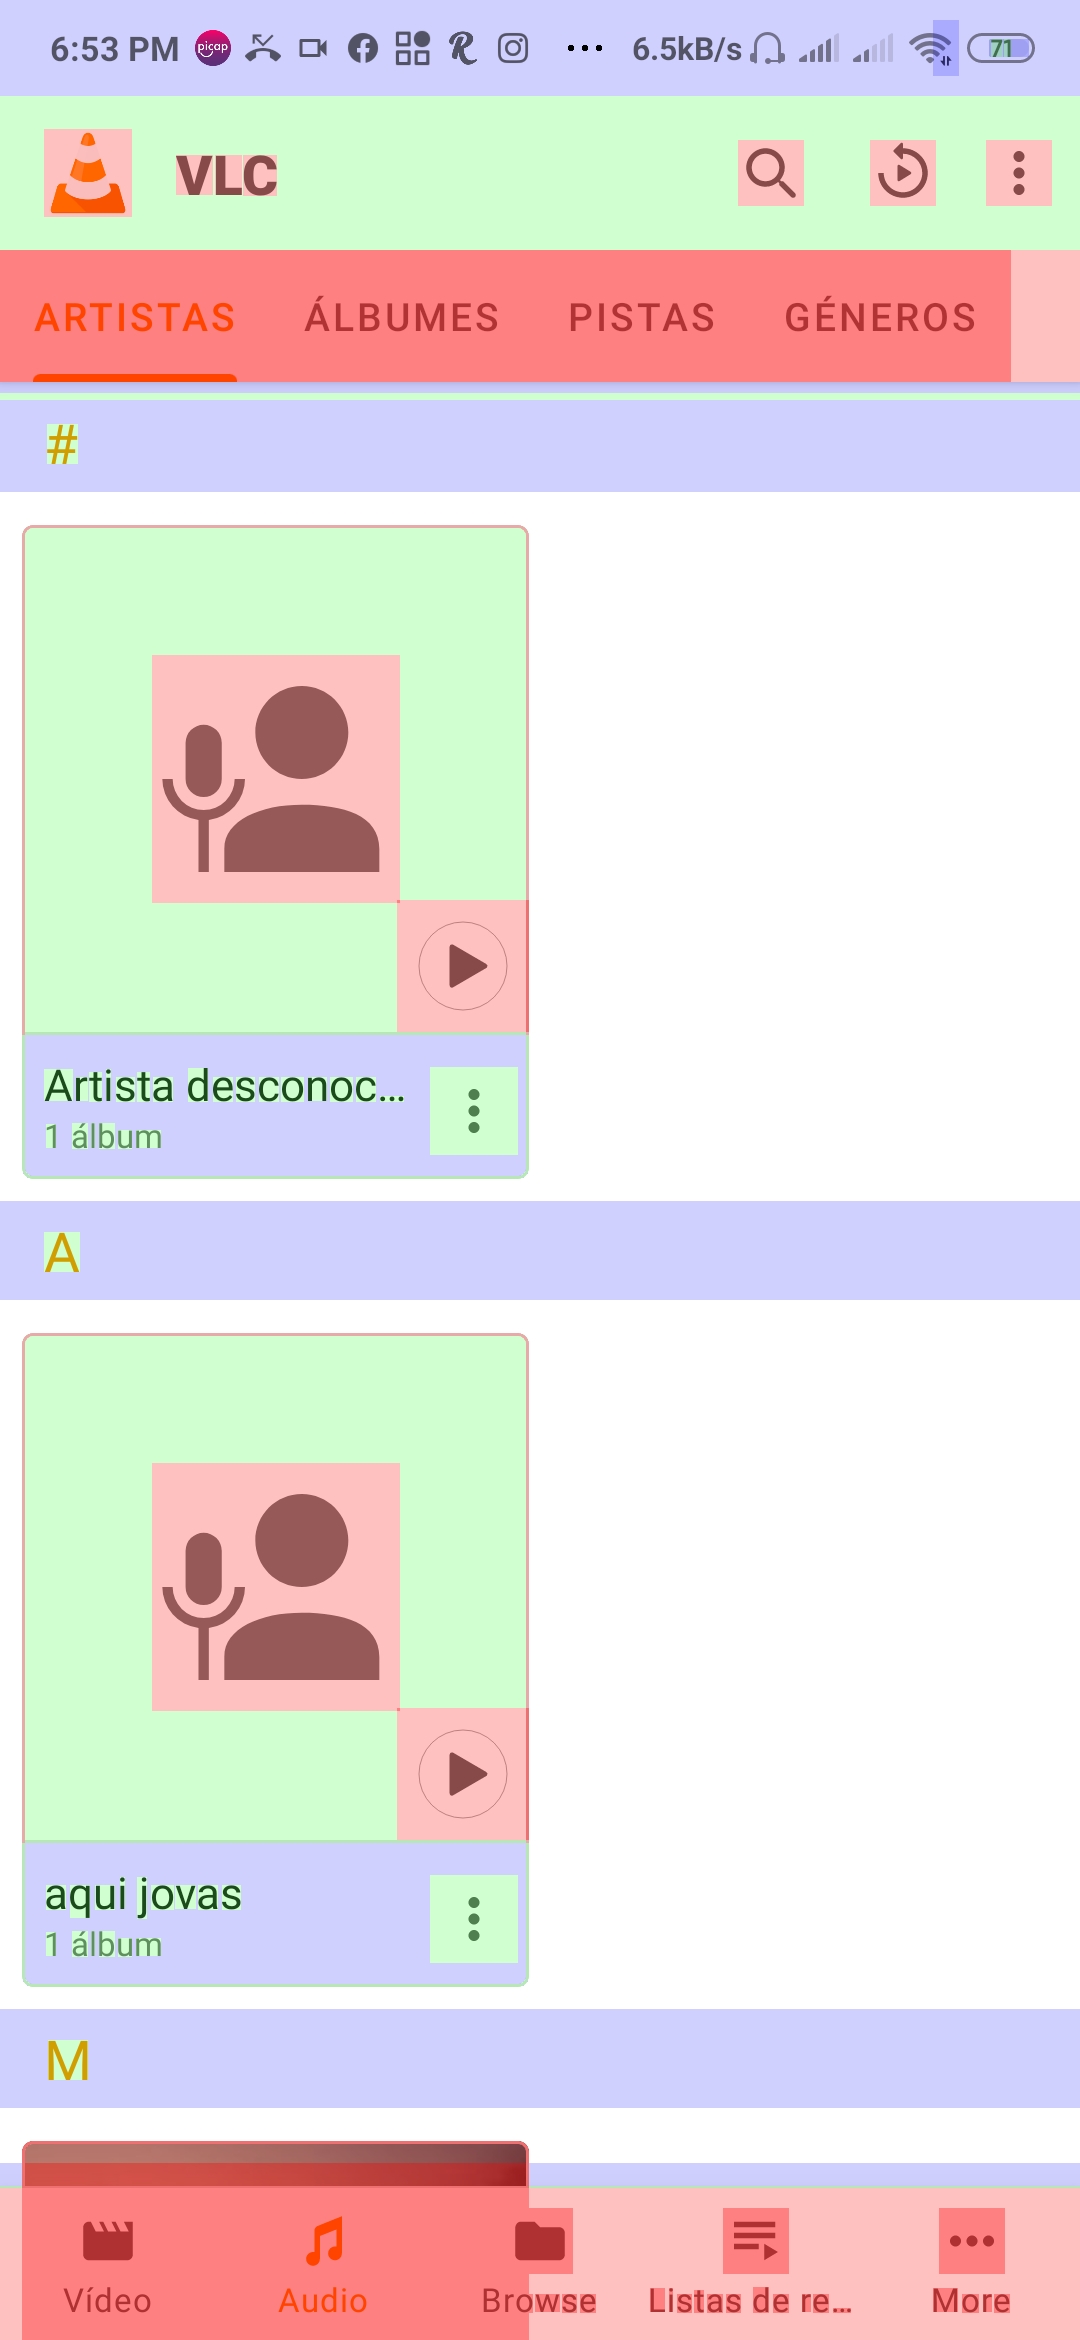 6:53 PM picap ... 6.5kB/s 71
VLC
ARTISTAS ÁLBUMES PISTAS GÉNEROS
#
Artista desconoc...
1 álbum
A
aqui jovas
1 álbum
M
Vídeo Audio Browse Listas de re... More